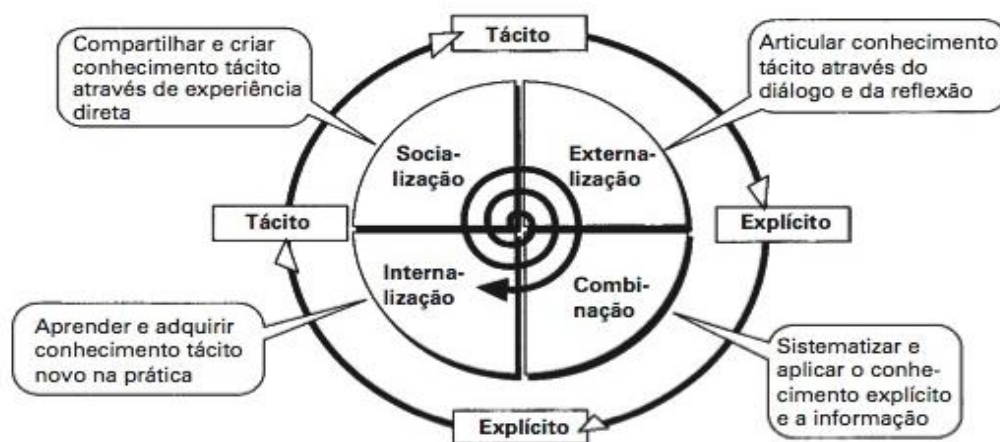 Tácito
Compartilhar e criar
conhecimento tácito
através de experiência
direta
Articular conhecimento
tácito através do
diálogo e da reflexão
Socia-
lização
Externa-
lização
Tácito
Explícito
Interna-
lização
Combi-
nação
Aprender e adquirir
conhecimento tácito
novo na prática
Sistematizar e
aplicar o conhe-
cimento explícito
e a informação
Explícito